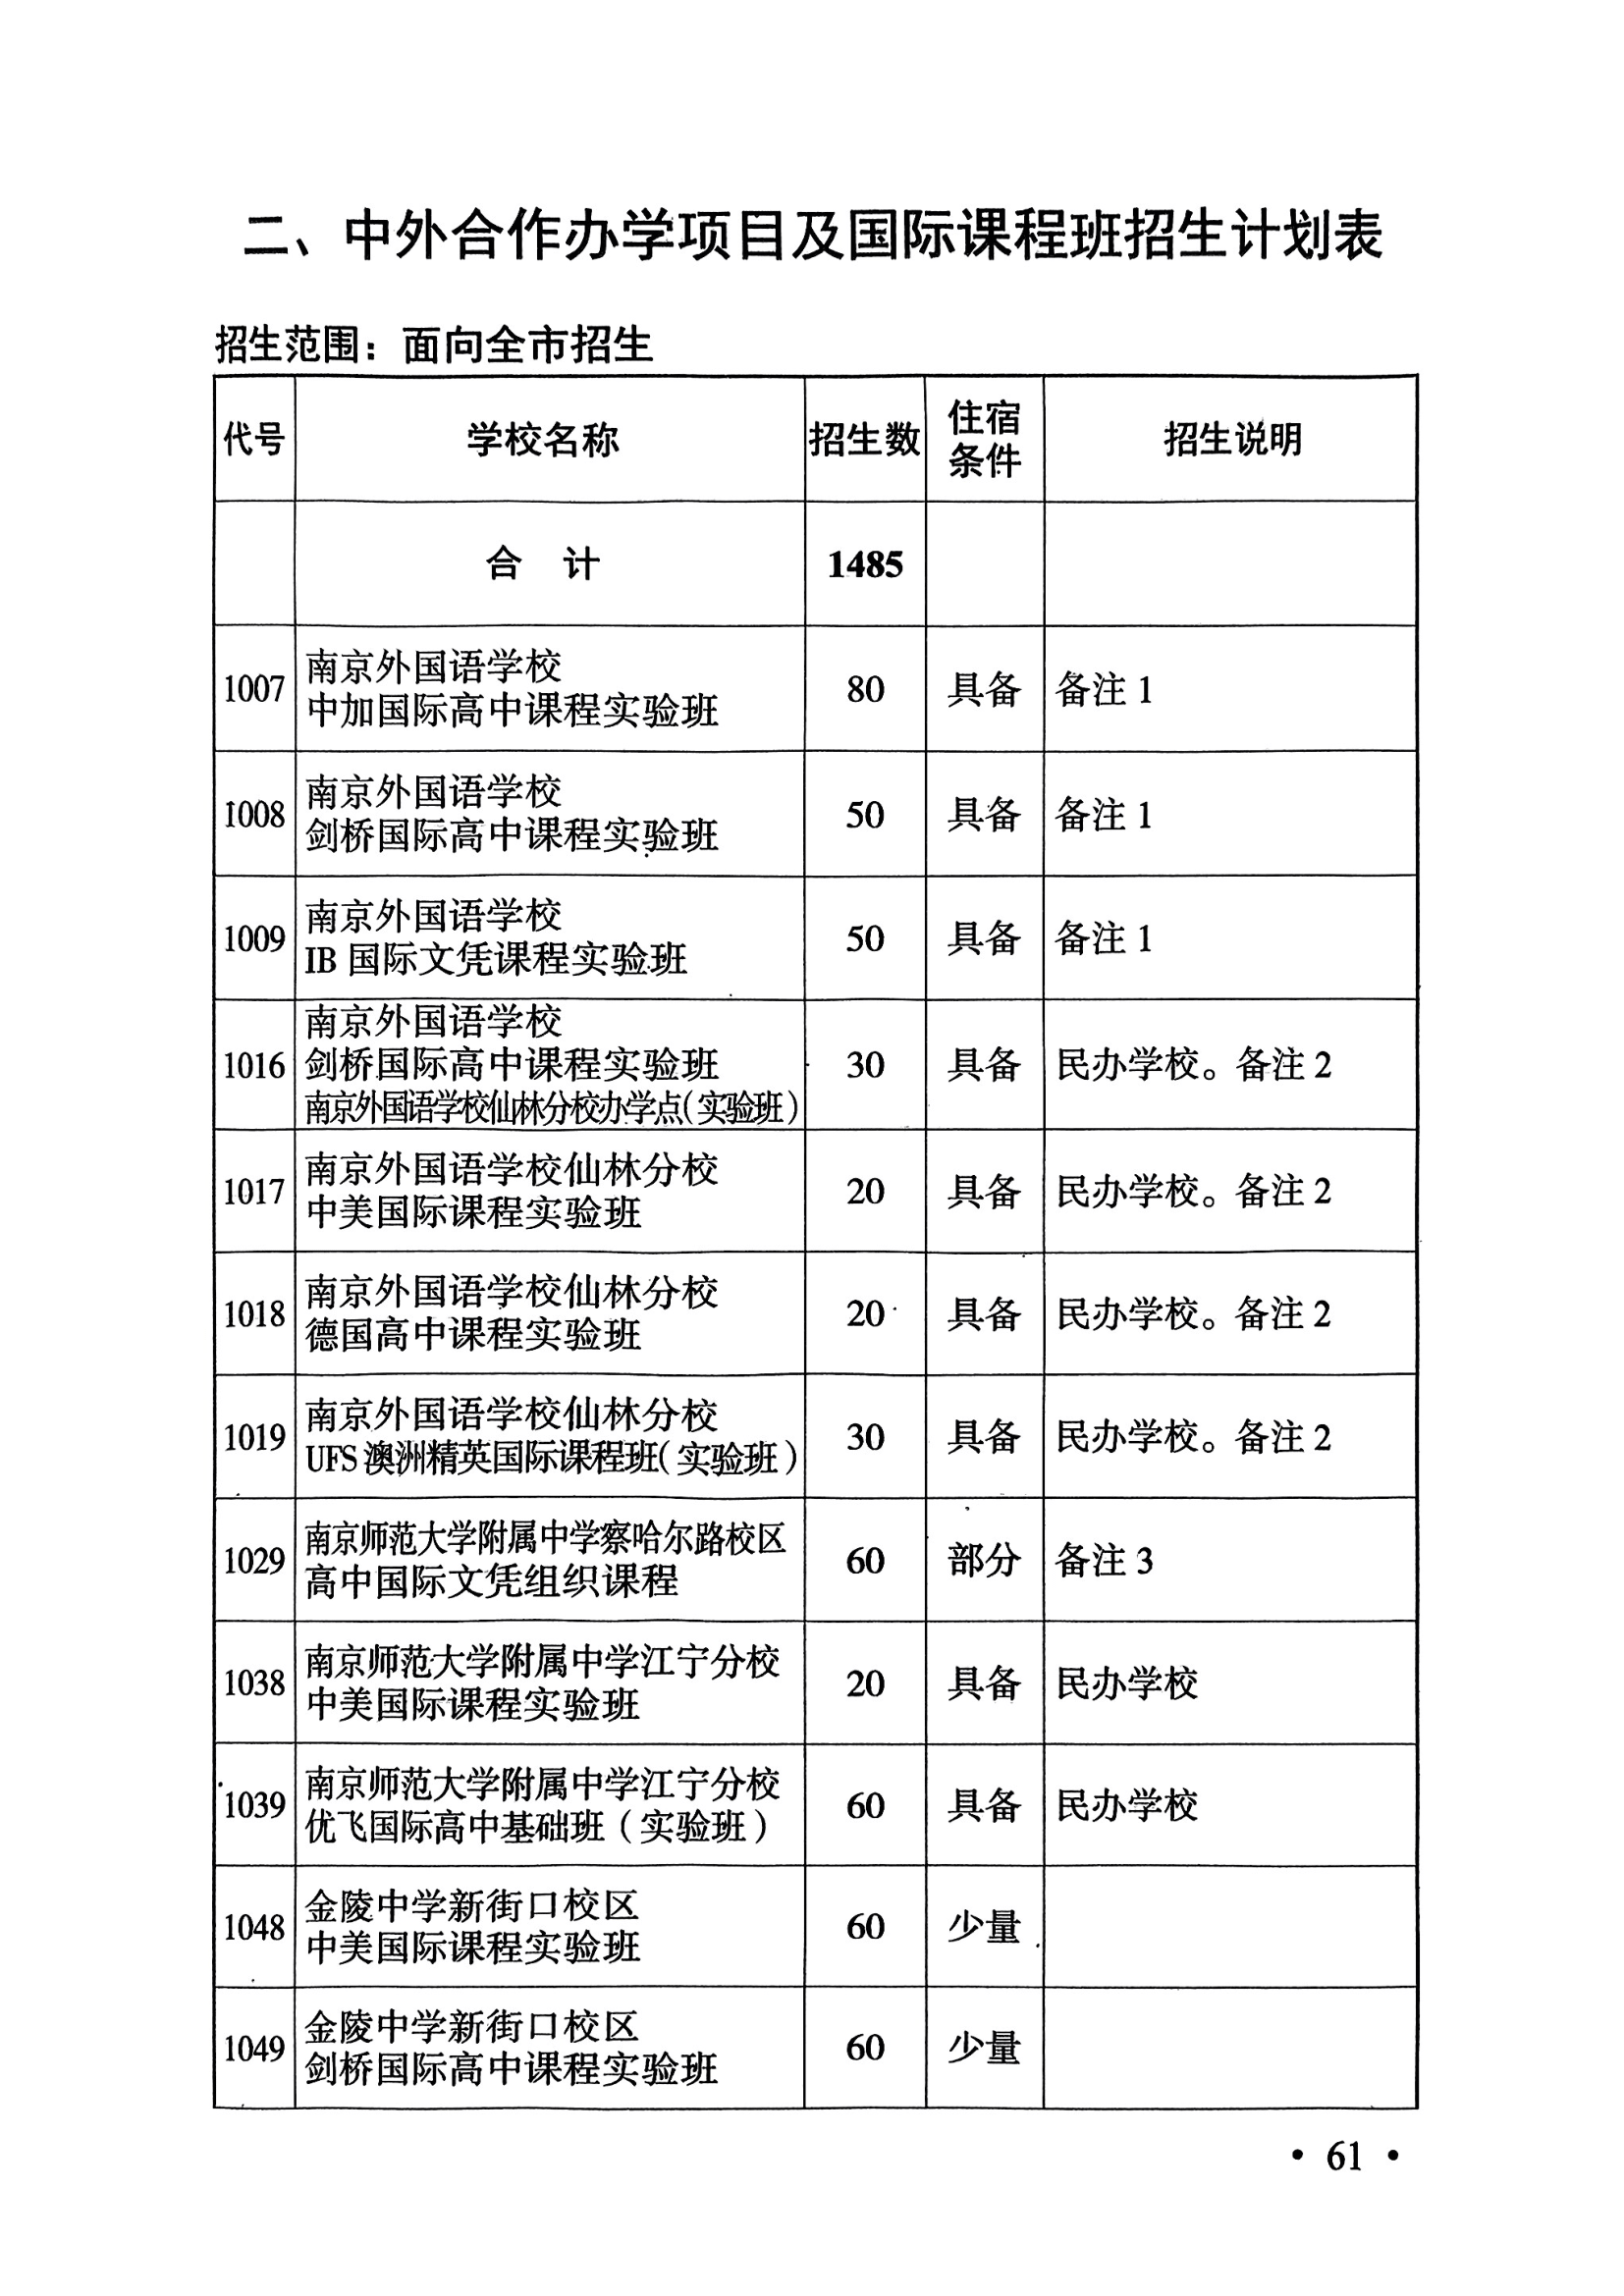 二、中外合作办学项目及国际课程班招生计划表
招生范围：面向全市招生
代号 学校名称 招生数 住宿条件 招生说明
合 计 1485
1007 南京外国语学校
中加国际高中课程实验班 80 具备 备注 1
1008 南京外国语学校
剑桥国际高中课程实验班 50 具备 备注 1
1009 南京外国语学校
IB 国际文凭课程实验班 50 具备 备注 1
1016 南京外国语学校
剑桥国际高中课程实验班 30 具备 民办学校。备注 2
南京外国语学校仙林分校办学点（实验班）
1017 南京外国语学校仙林分校
中美国际课程实验班 20 具备 民办学校。备注 2
1018 南京外国语学校仙林分校
德国高中课程实验班 20 具备 民办学校。备注 2
1019 南京外国语学校仙林分校
UFS 澳洲精英国际课程班（实验班） 30 具备 民办学校。备注 2
1029 南京师范大学附属中学察哈尔路校区
高中国际文凭组织课程 60 部分 备注 3
1038 南京师范大学附属中学江宁分校
中美国际课程实验班 20 具备 民办学校
1039 南京师范大学附属中学江宁分校
优飞国际高中基础班（实验班） 60 具备 民办学校
1048 金陵中学新街口校区
中美国际课程实验班 60 少量
1049 金陵中学新街口校区
剑桥国际高中课程实验班 60 少量
· 61 ·